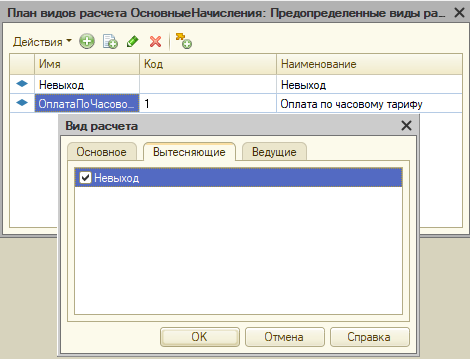 План видов расчета ОсновныеНачисления: Предопределенные виды ра...
Действия
Имя Код Наименование
Невыход Невыход
ОплатаПоЧасово... 1 Оплата по часовому тарифу
Вид расчета
Основное Вытесняющие Ведущие
Невыход
OK Отмена Справка